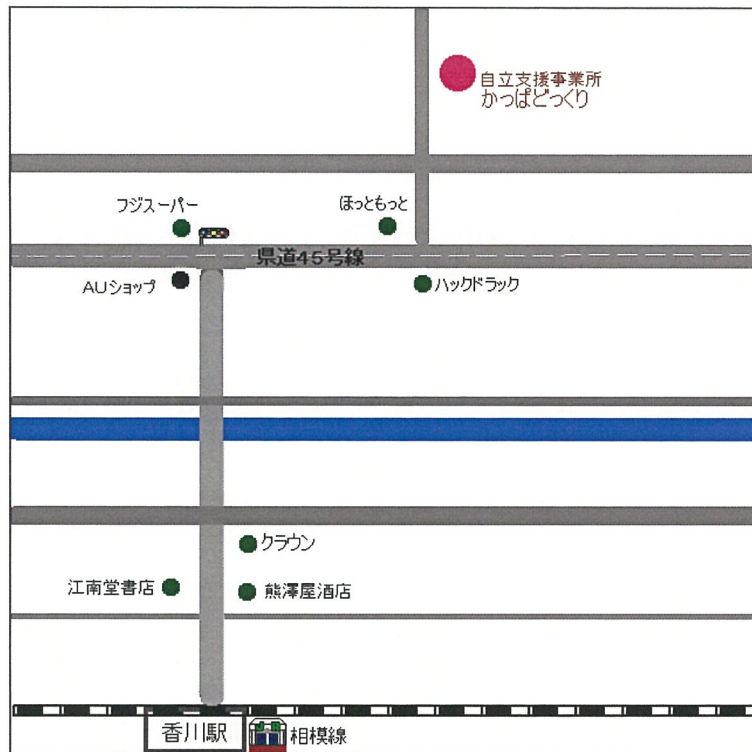 自立支援事業所
かっぱどっくり
フジスーパー
ほっともっと
県道45号線
AUショップ
ハックドラック
クラウン
江南堂書店
熊澤屋酒店
香川駅
相模線